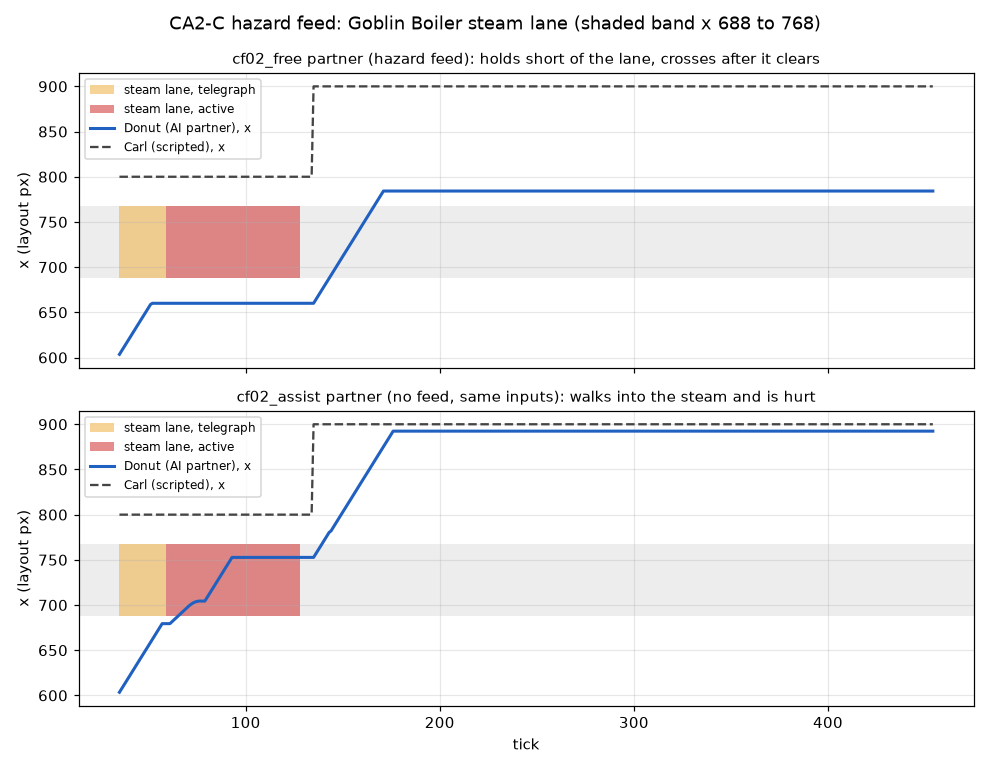 CA2-C hazard feed: Goblin Boiler steam lane (shaded band x 688 to 768)
cf02_free partner (hazard feed): holds short of the lane, crosses after it clears
steam lane, telegraph
steam lane, active
Donut (AI partner), x
Carl (scripted), x
x (layout px)
900
850
800
750
700
650
600
cf02_assist partner (no feed, same inputs): walks into the steam and is hurt
steam lane, telegraph
steam lane, active
Donut (AI partner), x
Carl (scripted), x
x (layout px)
900
850
800
750
700
650
600
100
200
300
400
tick